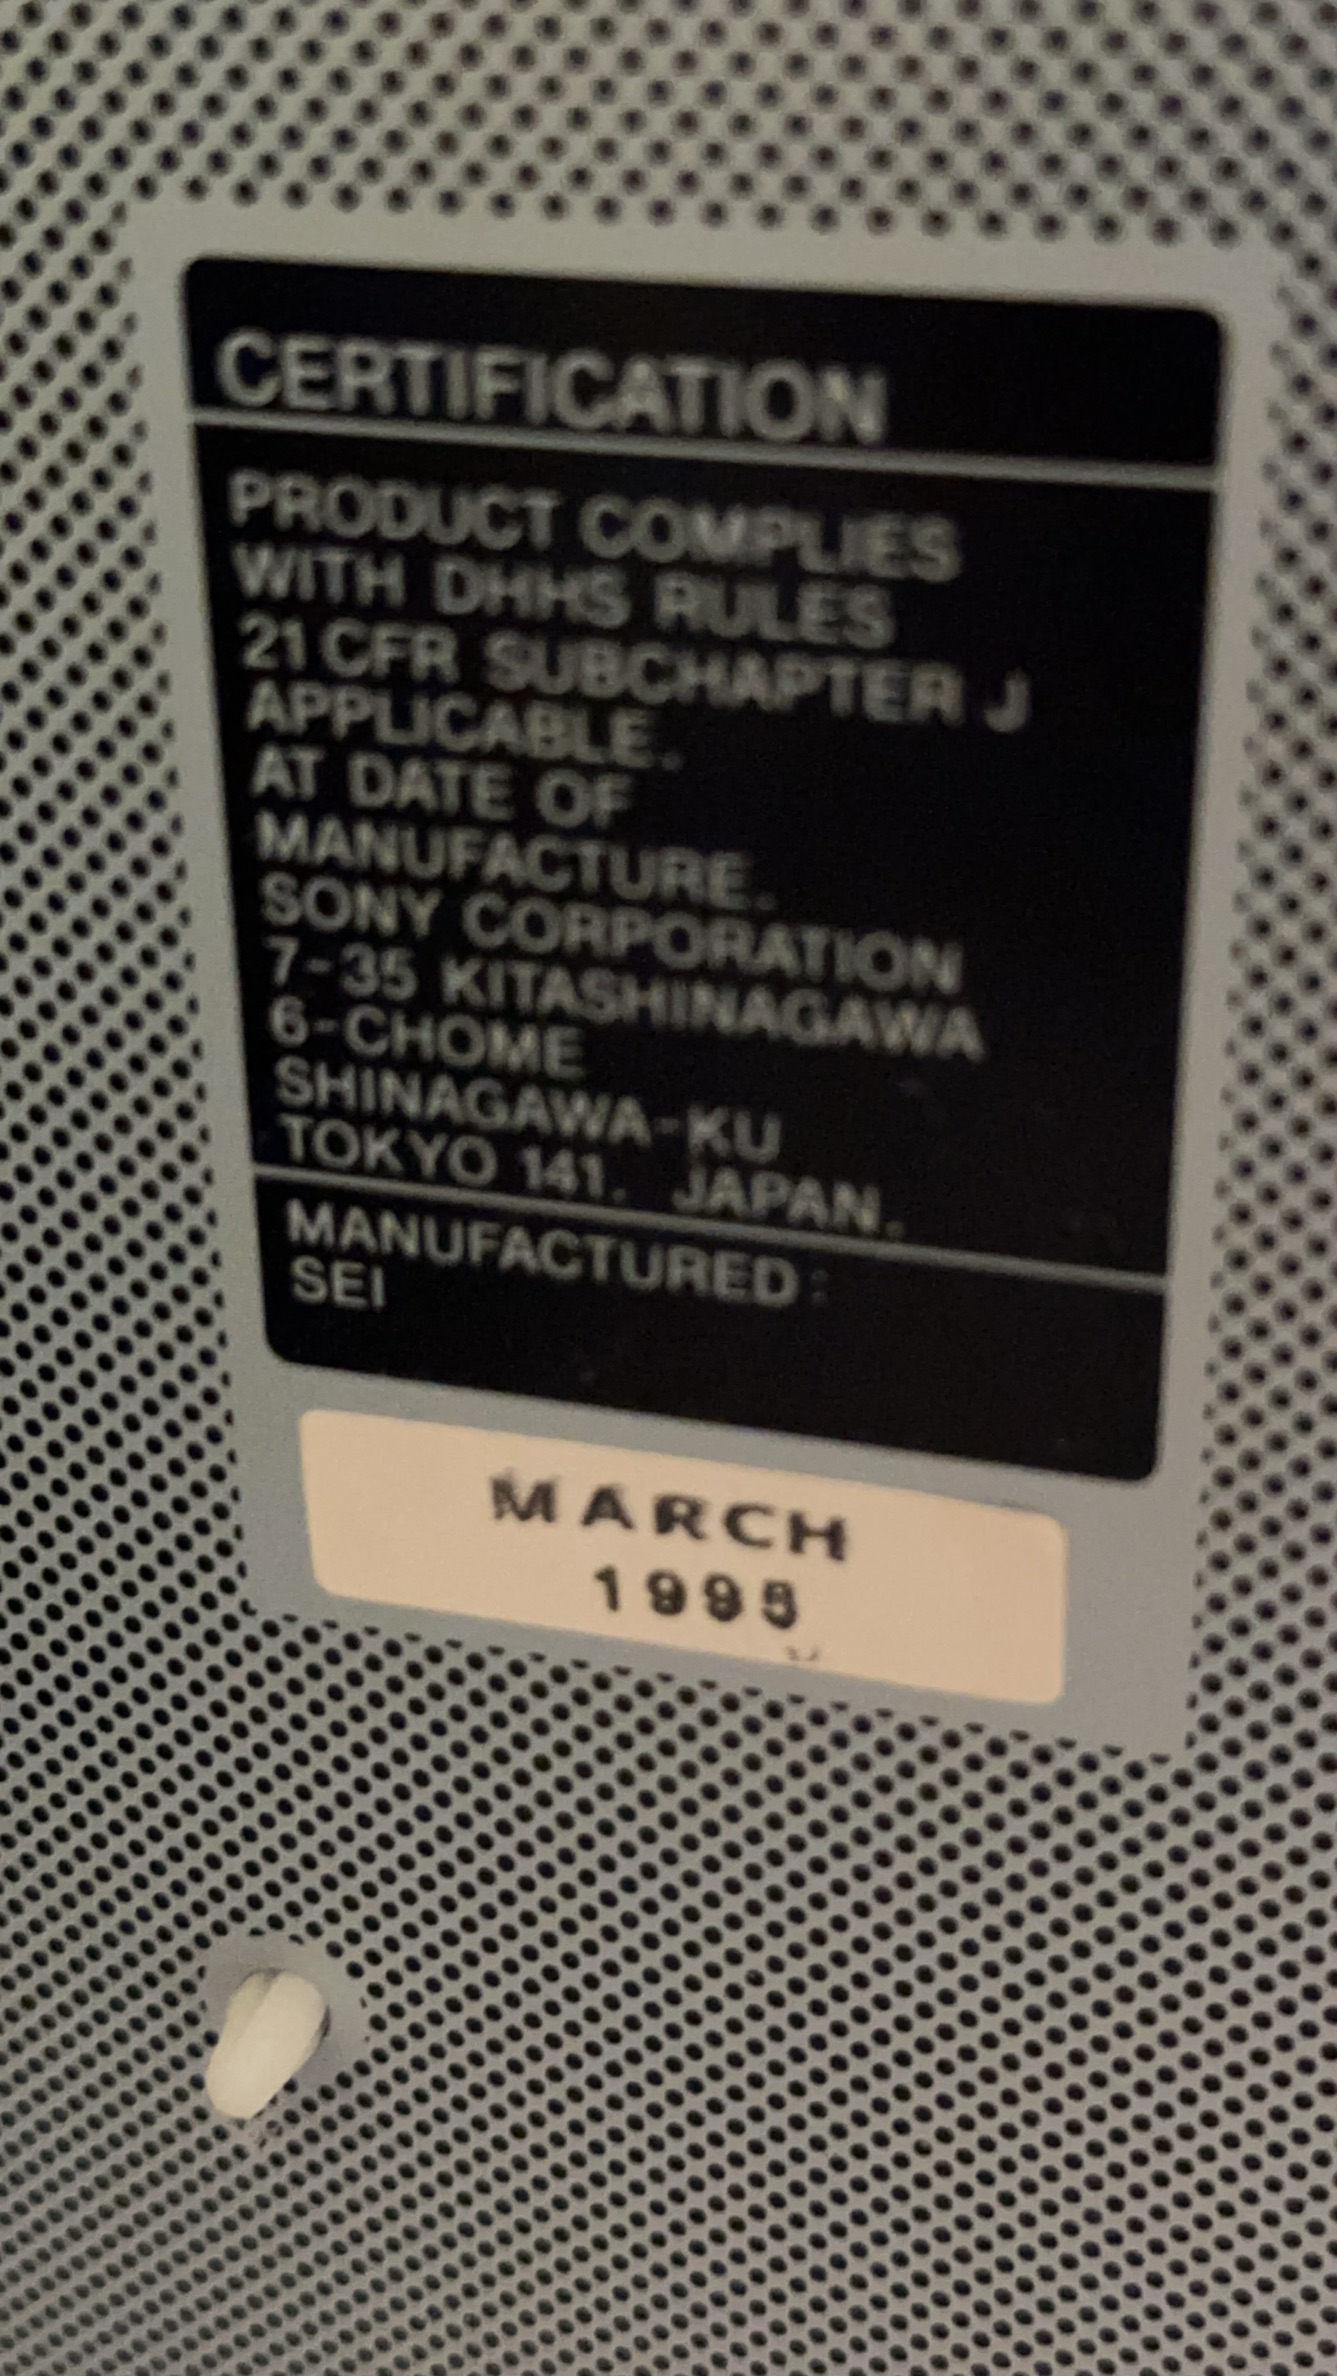 CERTIFICATION
PRODUCT COMPLIES
WITH DHHS RULES
21 CFR SUBCHAPTER J
APPLICABLE.
AT DATE OF
MANUFACTURE.
SONY CORPORATION
7-35 KITASHINAGAWA
6-CHOME
SHINAGAWA-KU
TOKYO 141. JAPAN.
MANUFACTURED:
SEI
MARCH
1995